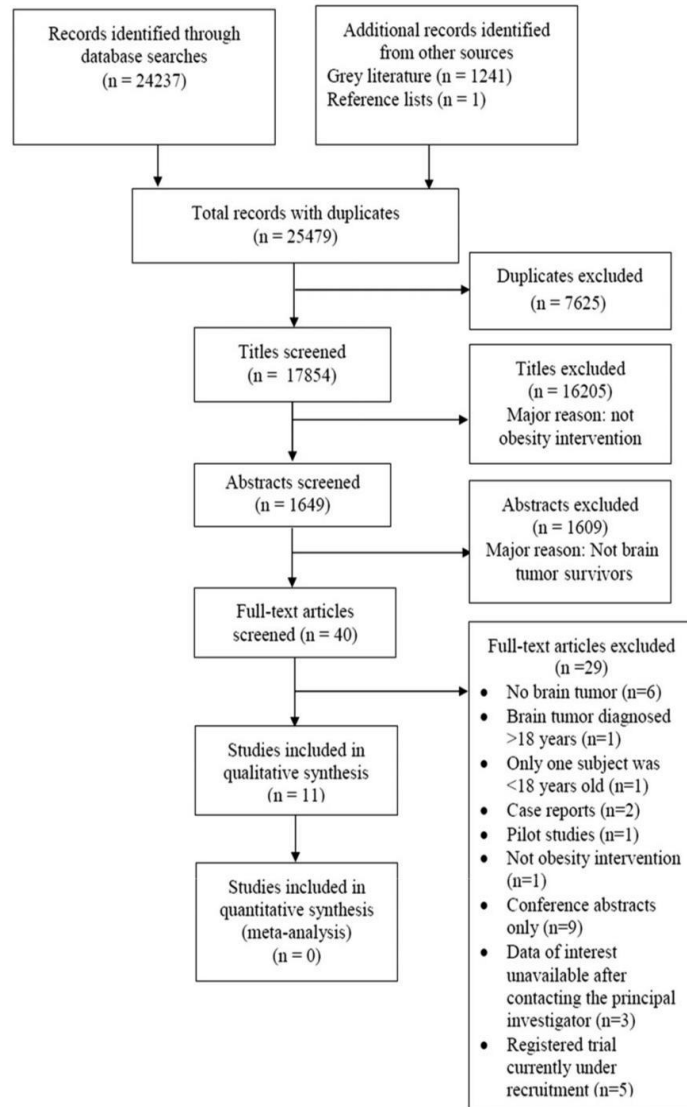 Records identified through
database searches
(n = 24237)
Additional records identified
from other sources
Grey literature (n = 1241)
Reference lists (n = 1)
Total records with duplicates
(n = 25479)
Duplicates excluded
(n = 7625)
Titles screened
(n = 17854)
Titles excluded
(n = 16205)
Major reason: not
obesity intervention
Abstracts screened
(n = 1649)
Abstracts excluded
(n = 1609)
Major reason: Not brain
tumor survivors
Full-text articles
screened (n = 40)
Full-text articles excluded
(n =29)
• No brain tumor (n=6)
• Brain tumor diagnosed
>18 years (n=1)
• Only one subject was
<18 years old (n=1)
• Case reports (n=2)
• Pilot studies (n=1)
• Not obesity intervention
(n=1)
• Conference abstracts
only (n=9)
• Data of interest
unavailable after
contacting the principal
investigator (n=3)
• Registered trial
currently under
recruitment (n=5)
Studies included in
qualitative synthesis
(n = 11)
Studies included in
quantitative synthesis
(meta-analysis)
(n = 0)